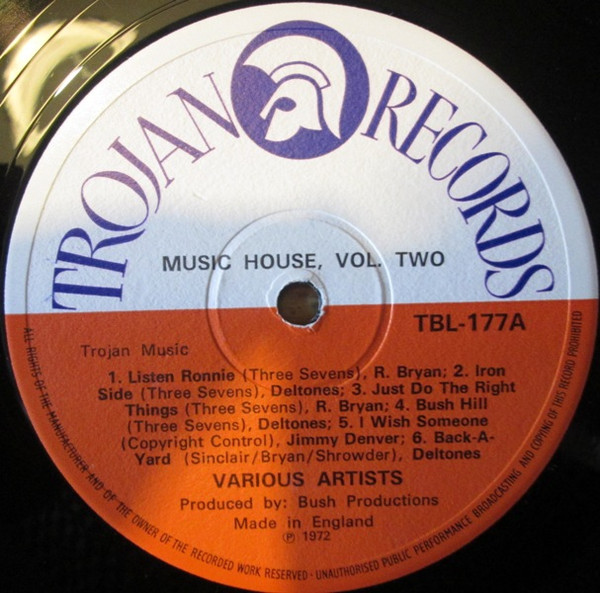 TROJAN RECORDS
MUSIC HOUSE, VOL. TWO
TBL-177A
Trojan Music
1. Listen Ronnie (Three Sevens), R. Bryan; 2. Iron
Side (Three Sevens), Deltones; 3. Just Do The Right
Things (Three Sevens), R. Bryan; 4. Bush Hill
(Three Sevens), Deltones; 5. I Wish Someone
(Copyright Control), Jimmy Denver; 6. Back-A-
Yard (Sinclair/Bryan/Shrowder), Deltones
VARIOUS ARTISTS
Produced by: Bush Productions
Made in England
℗ 1972
ALL RIGHTS OF THE MANUFACTURER AND OF THE OWNER OF THE RECORDED WORK RESERVED · UNAUTHORISED PUBLIC PERFORMANCE BROADCASTING AND COPYING OF THIS RECORD PROHIBITED